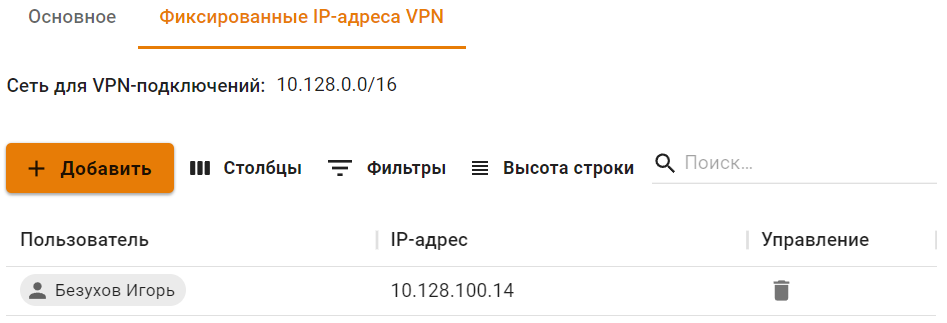 Основное Фиксированные IP-адреса VPN
Сеть для VPN-подключений: 10.128.0.0/16
+ Добавить Столбцы Фильтры Высота строки Поиск...
Пользователь IP-адрес Управление
Безухов Игорь 10.128.100.14